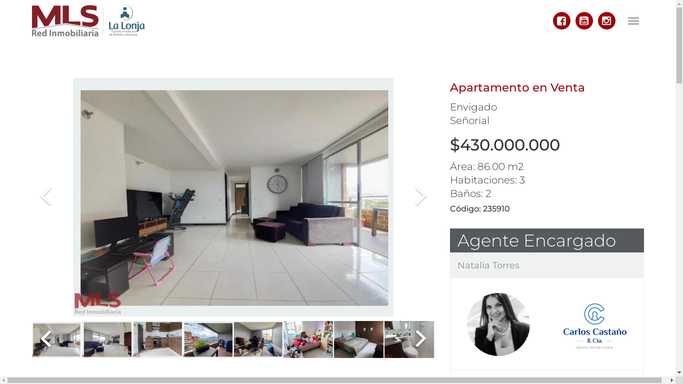 MLS
Red Inmobiliaria
La Lonja
Apartamento en Venta
Envigado
Señorial
$430.000.000
Área: 86.00 m2
Habitaciones: 3
Baños: 2
Código: 235910
Agente Encargado
Natalia Torres
MLS
Red Inmobiliaria
Carlos Castaño
& Cía.